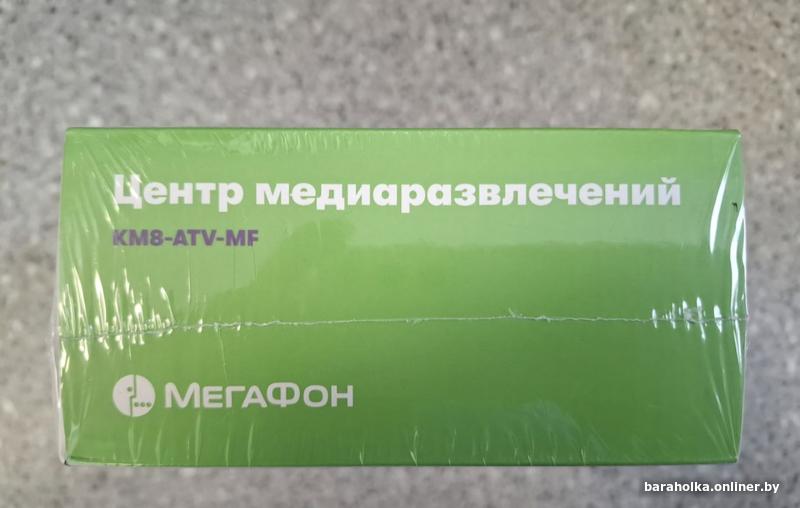 Центр медиаразвлечений
KM8-ATV-MF
МЕГАФОН
baraholka.onliner.by